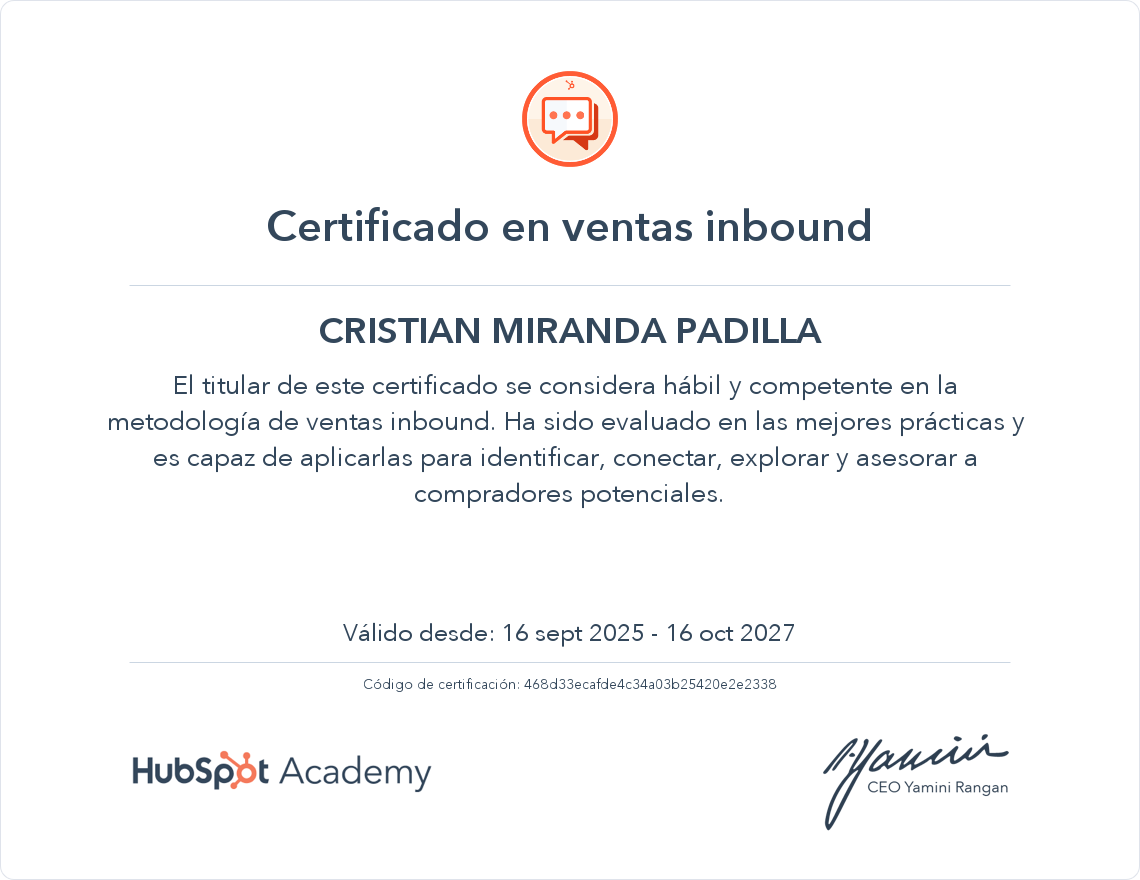 Certificado en ventas inbound
CRISTIAN MIRANDA PADILLA
El titular de este certificado se considera hábil y competente en la
metodología de ventas inbound. Ha sido evaluado en las mejores prácticas y
es capaz de aplicarlas para identificar, conectar, explorar y asesorar a
compradores potenciales.
Válido desde: 16 sept 2025 - 16 oct 2027
Código de certificación: 468d33ecafde4c34a03b25420e2e2338
HubSpot Academy
CEO Yamini Rangan